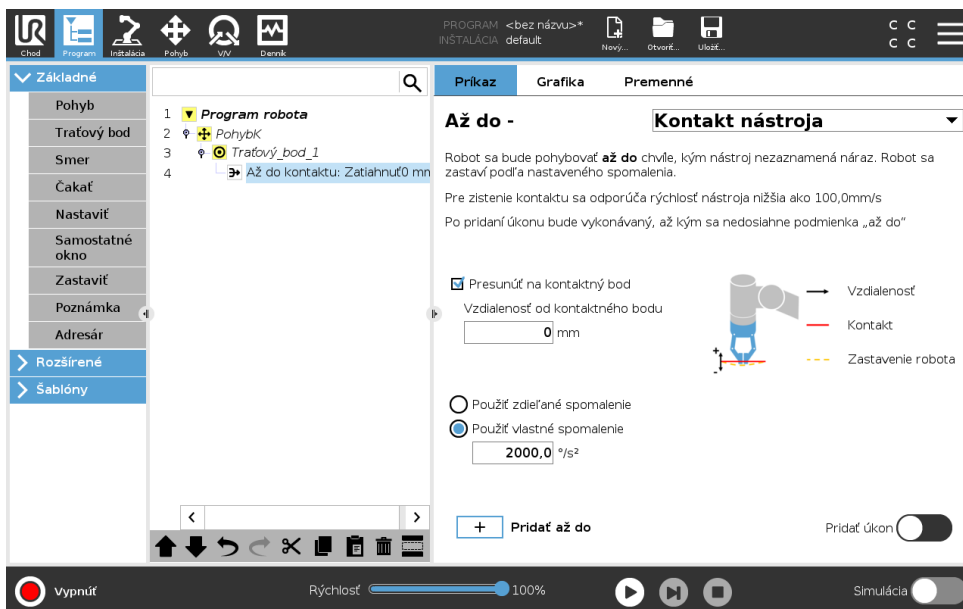 PROGRAM <bez názvu>*
INŠTALÁCIA default
Chod
Program
Inštalácia
Pohyb
V/V
Denník
Nový...
Otvoriť...
Uložiť...
C C
C C
Základné
Pohyb
Traťový bod
Smer
Čakať
Nastaviť
Samostatné
okno
Zastaviť
Poznámka
Adresár
Rozšírené
Šablóny
1 Program robota
2 PohybK
3 Traťový_bod_1
4 Až do kontaktu: Zatiahnuť0 mm
Príkaz Grafika Premenné
Až do - Kontakt nástroja
Robot sa bude pohybovať až do chvíle, kým nástroj nezaznamená náraz. Robot sa
zastaví podľa nastaveného spomalenia.
Pre zistenie kontaktu sa odporúča rýchlosť nástroja nižšia ako 100,0mm/s
Po pridaní úkonu bude vykonávaný, až kým sa nedosiahne podmienka „až do“
Presunúť na kontaktný bod
Vzdialenosť od kontaktného bodu
0 mm
Vzdialenosť
Kontakt
Zastavenie robota
Použiť zdieľané spomalenie
Použiť vlastné spomalenie
2000,0 °/s²
+ Pridať až do
Pridať úkon
Vypnúť
Rýchlosť 100%
Simulácia